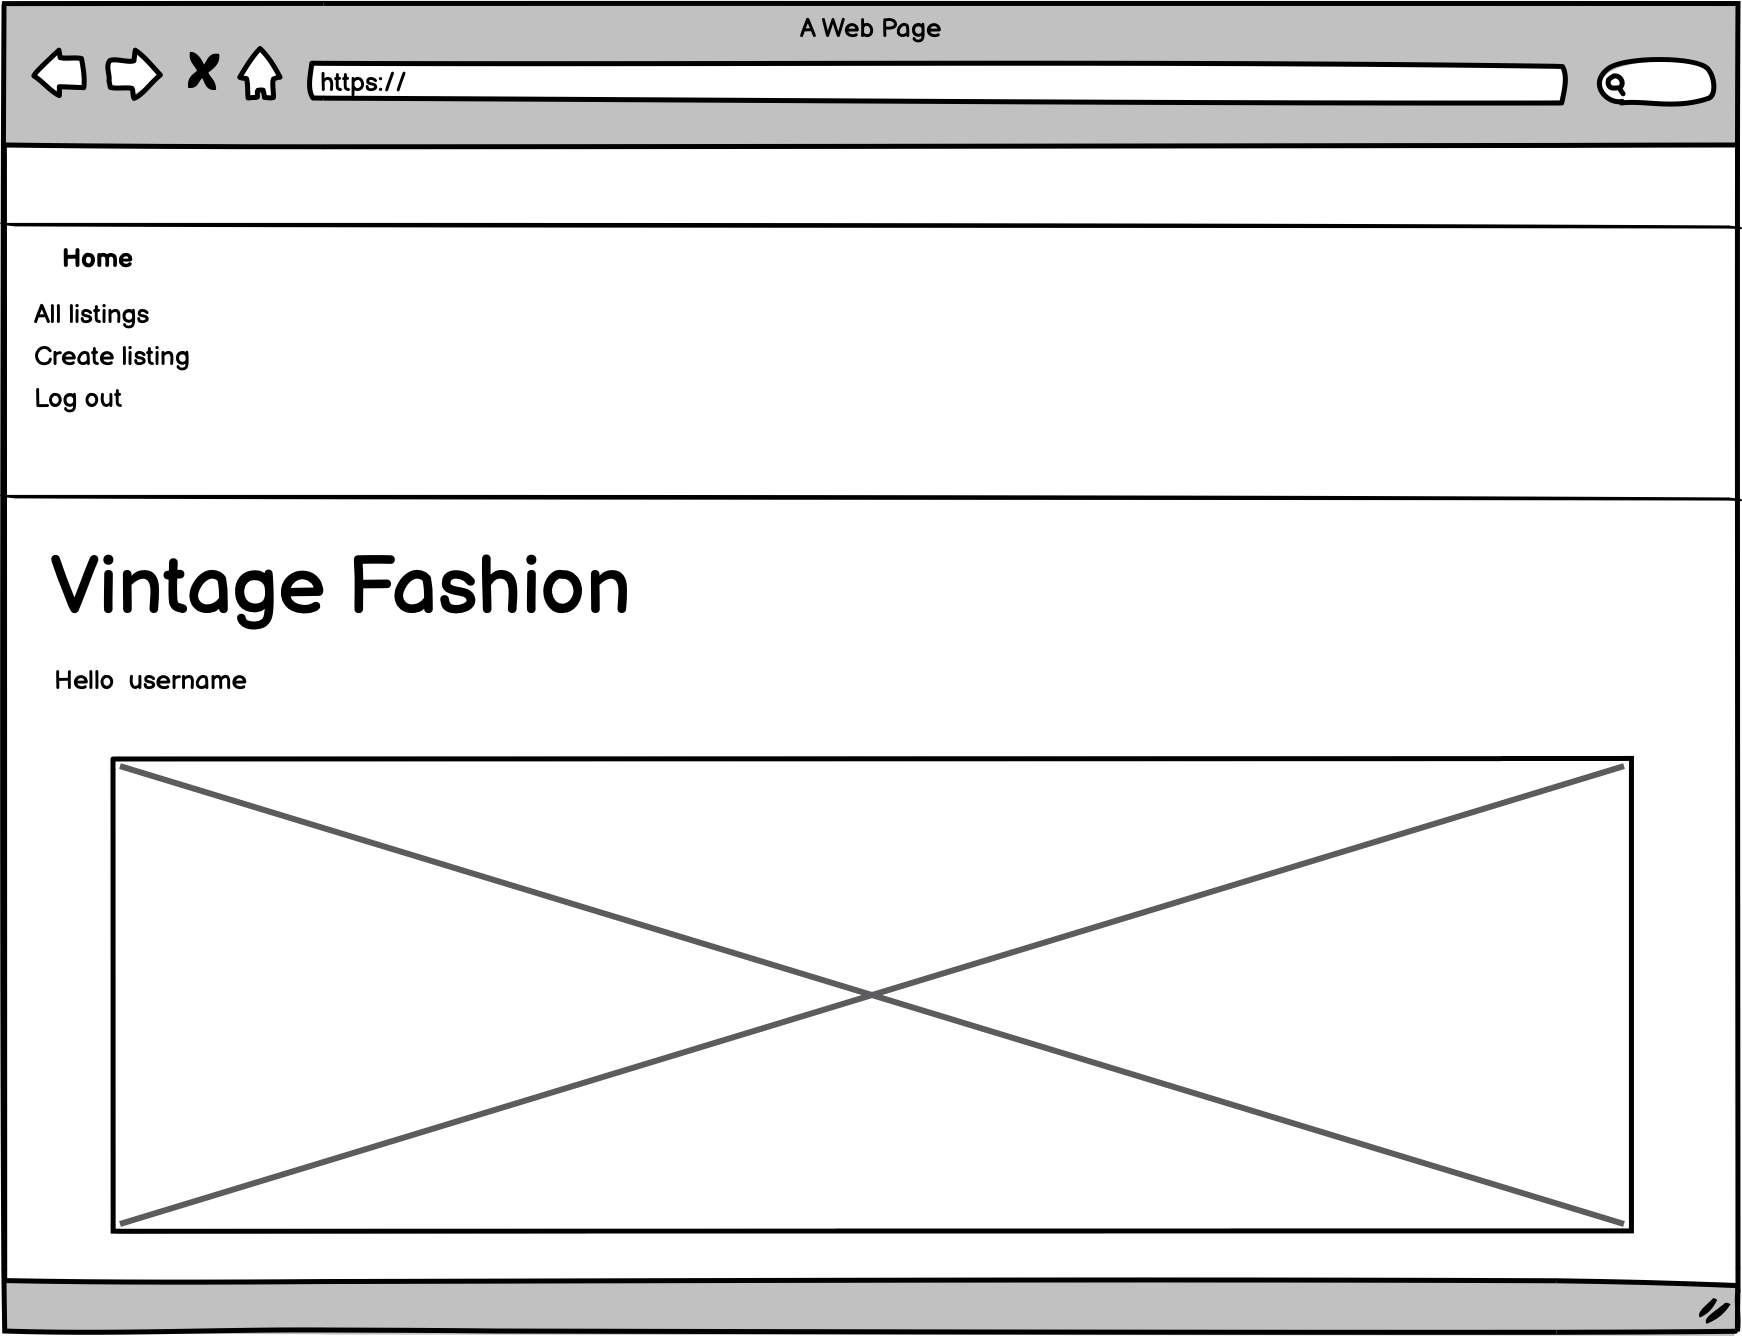 A Web Page
https://
Home
All listings
Create listing
Log out
Vintage Fashion
Hello username